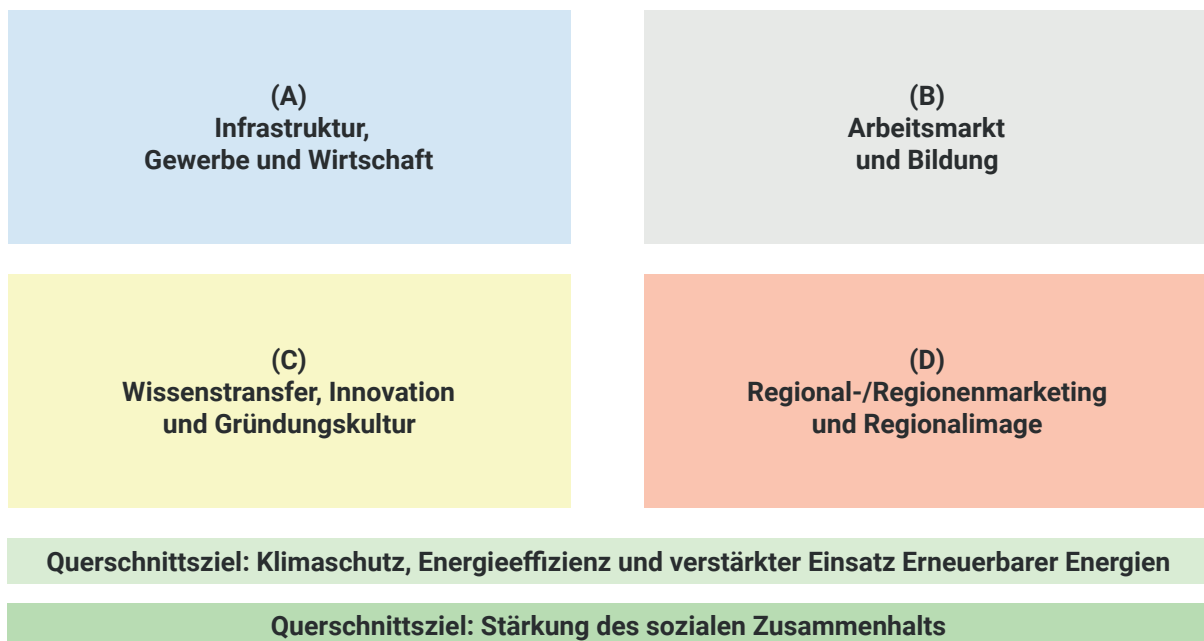 (A)
Infrastruktur,
Gewerbe und Wirtschaft
(B)
Arbeitsmarkt
und Bildung
(C)
Wissenstransfer, Innovation
und Gründungskultur
(D)
Regional-/Regionenmarketing
und Regionalimage
Querschnittsziel: Klimaschutz, Energieeffizienz und verstärkter Einsatz Erneuerbarer Energien
Querschnittsziel: Stärkung des sozialen Zusammenhalts